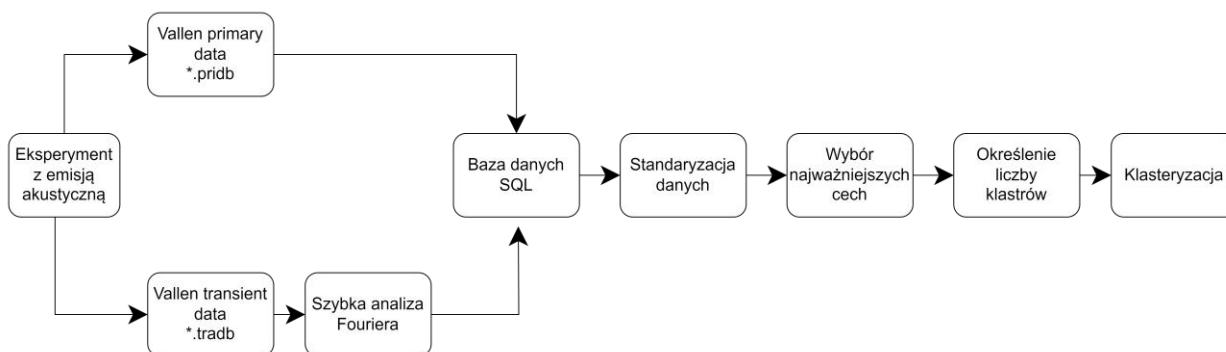 Vallen primary
data
*.pridb
Eksperyment
z emisją
akustyczną
Baza danych
SQL
Standaryzacja
danych
Wybór
najważniejszych
cech
Określenie
liczby
klastrów
Klasteryzacja
Vallen transient
data
*.tradb
Szybka analiza
Fouriera